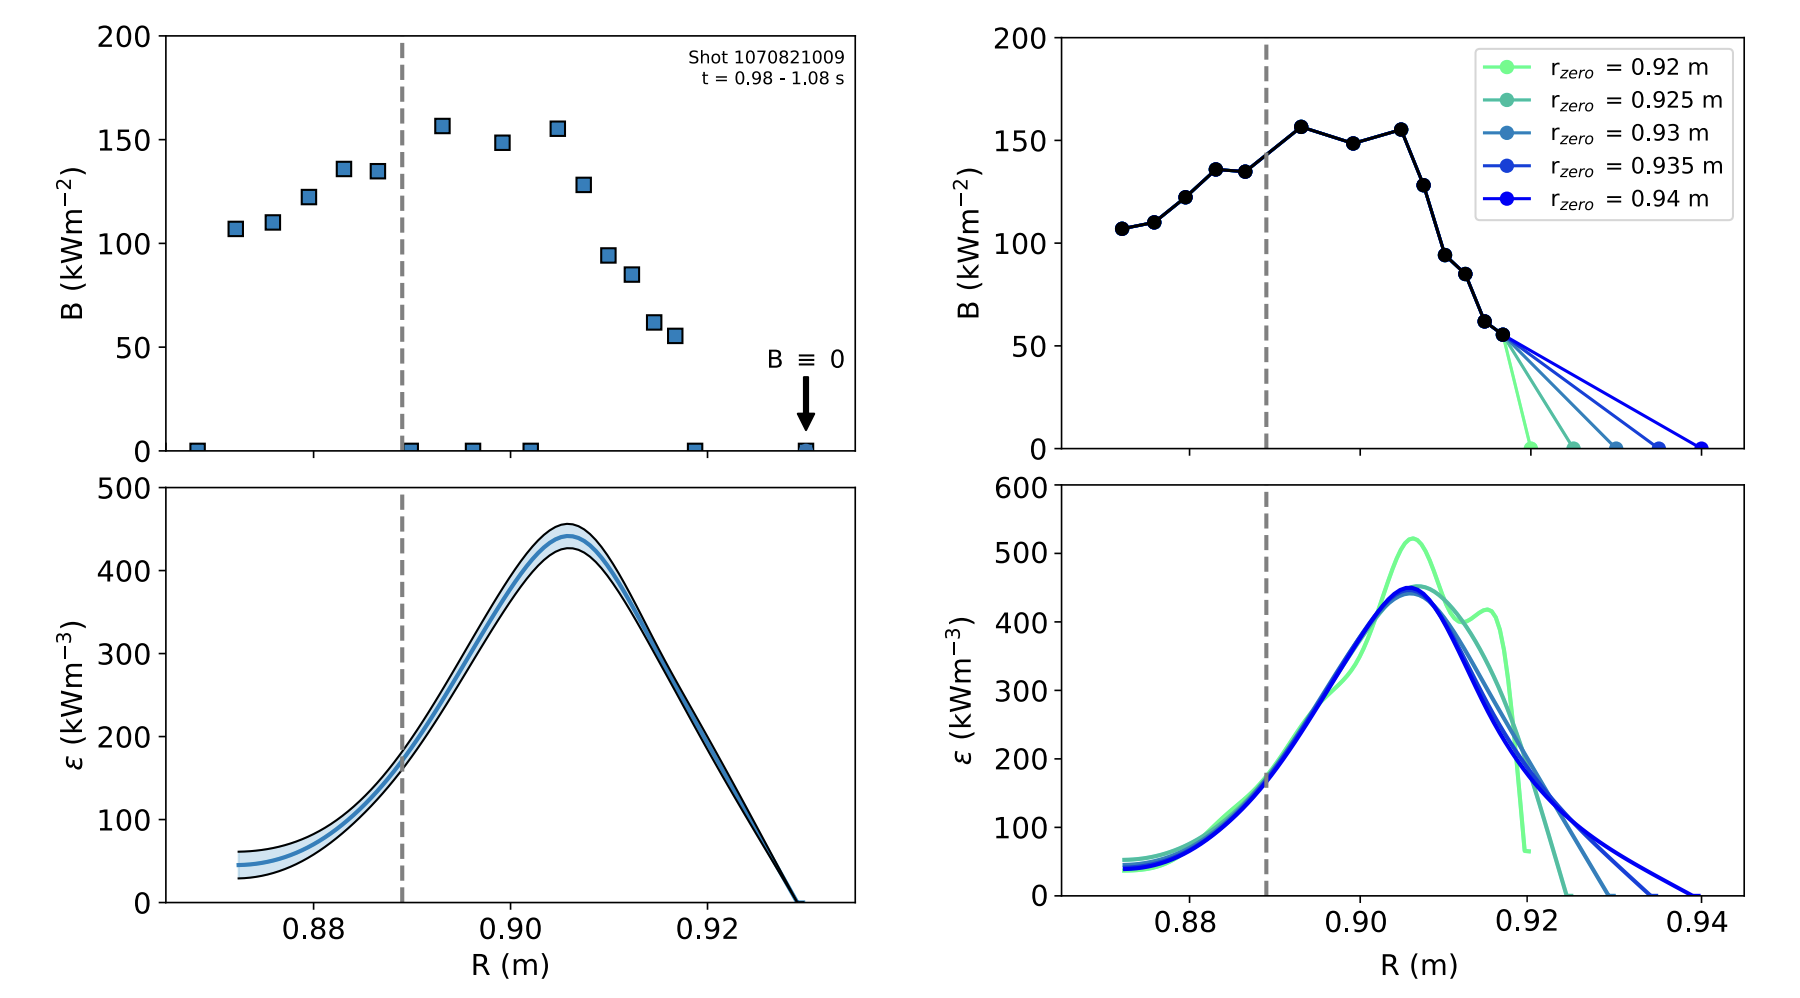 200
150
100
50
0
B (kWm⁻²)
Shot 1070821009
t = 0.98 - 1.08 s
B ≡ 0
200
150
100
50
0
B (kWm⁻²)
r_zero = 0.92 m
r_zero = 0.925 m
r_zero = 0.93 m
r_zero = 0.935 m
r_zero = 0.94 m
500
400
300
200
100
0
ε (kWm⁻³)
0.88 0.90 0.92
R (m)
600
500
400
300
200
100
0
ε (kWm⁻³)
0.88 0.90 0.92 0.94
R (m)